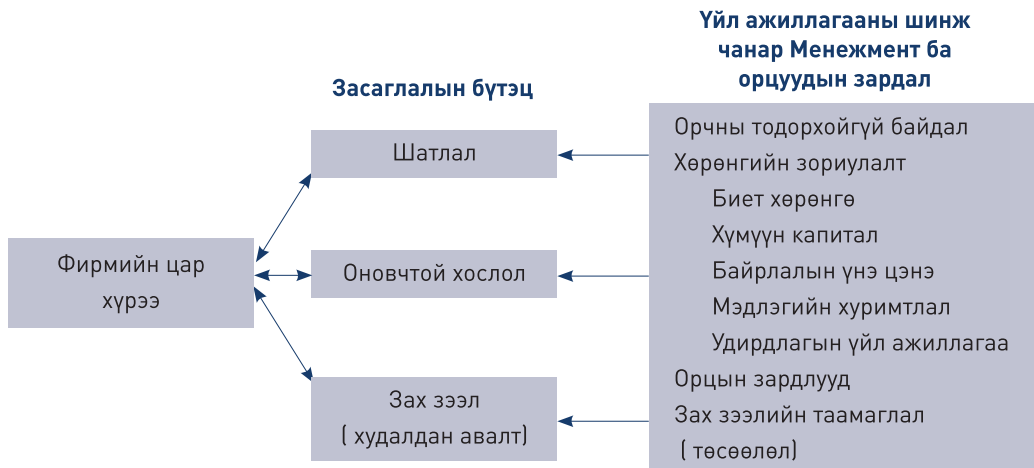 Үйл ажиллагааны шинж
чанар Менежмент ба
орцуудын зардал
Засаглалын бүтэц
Фирмийн цар
хүрээ
Шатлал
Оновчтой хослол
Зах зээл
( худалдан авалт)
Орчны тодорхойгүй байдал
Хөрөнгийн зориулалт
Биет хөрөнгө
Хүмүүн капитал
Байрлалын үнэ цэнэ
Мэдлэгийн хуримтлал
Удирдлагын үйл ажиллагаа
Орцын зардлууд
Зах зээлийн таамаглал
( төсөөлөл)